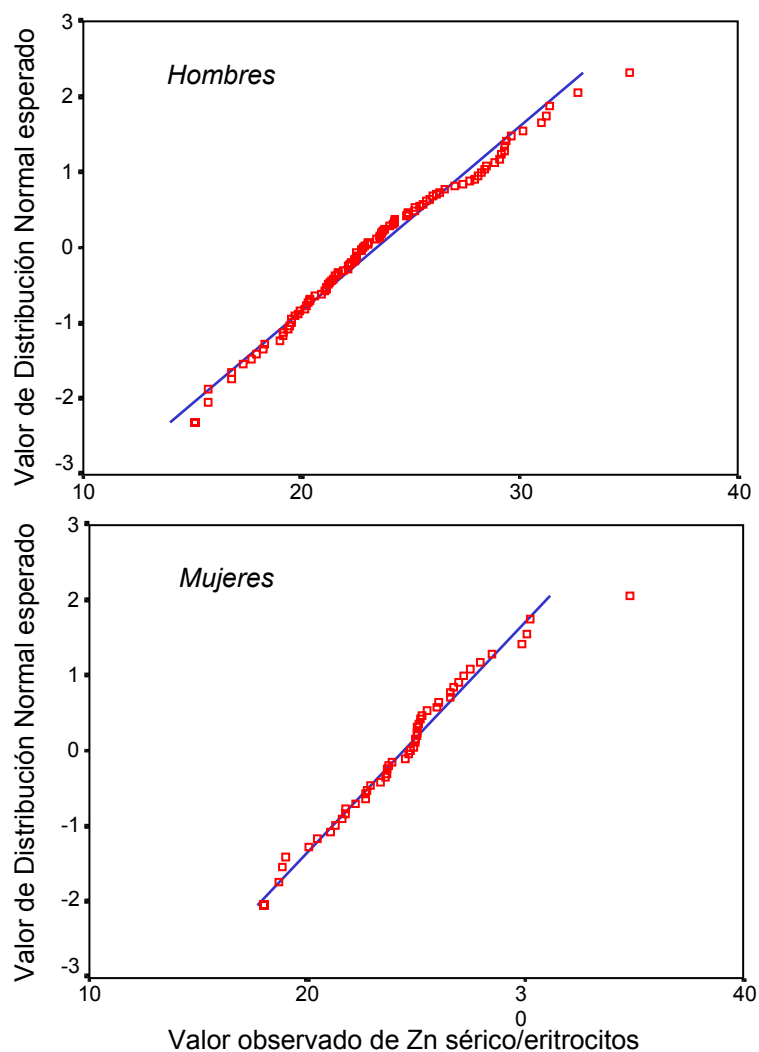 Valor de Distribución Normal esperado
3
2
1
0
-1
-2
-3
Hombres
10 20 30 40
Valor de Distribución Normal esperado
3
2
1
0
-1
-2
-3
Mujeres
10 20 3 40
0
Valor observado de Zn sérico/eritrocitos